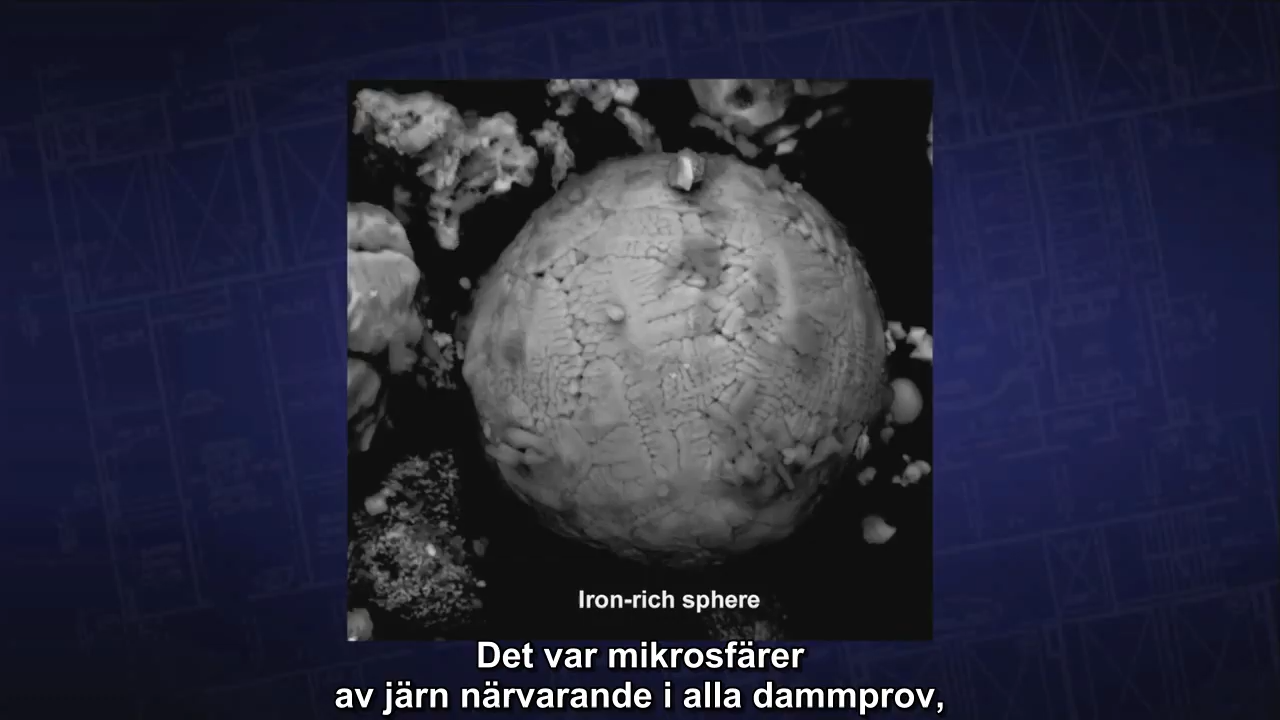 Iron-rich sphere
Det var mikrosfärer
av järn närvarande i alla dammprov,